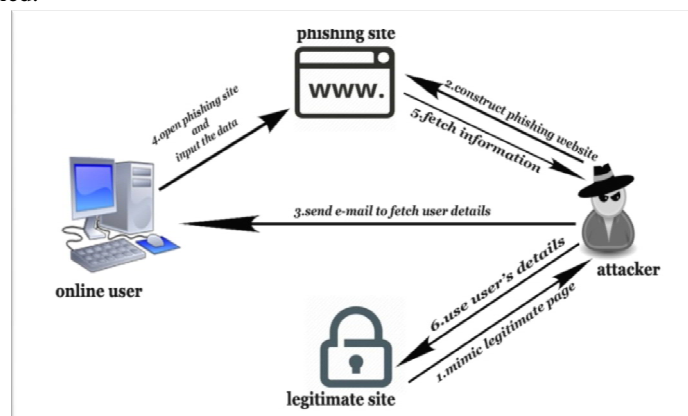 phishing site
www.
2.construct phishing website
5.fetch information
4.open phishing site
and
input the data
3.send e-mail to fetch user details
attacker
online user
6.use user's details
1.mimic legitimate page
legitimate site